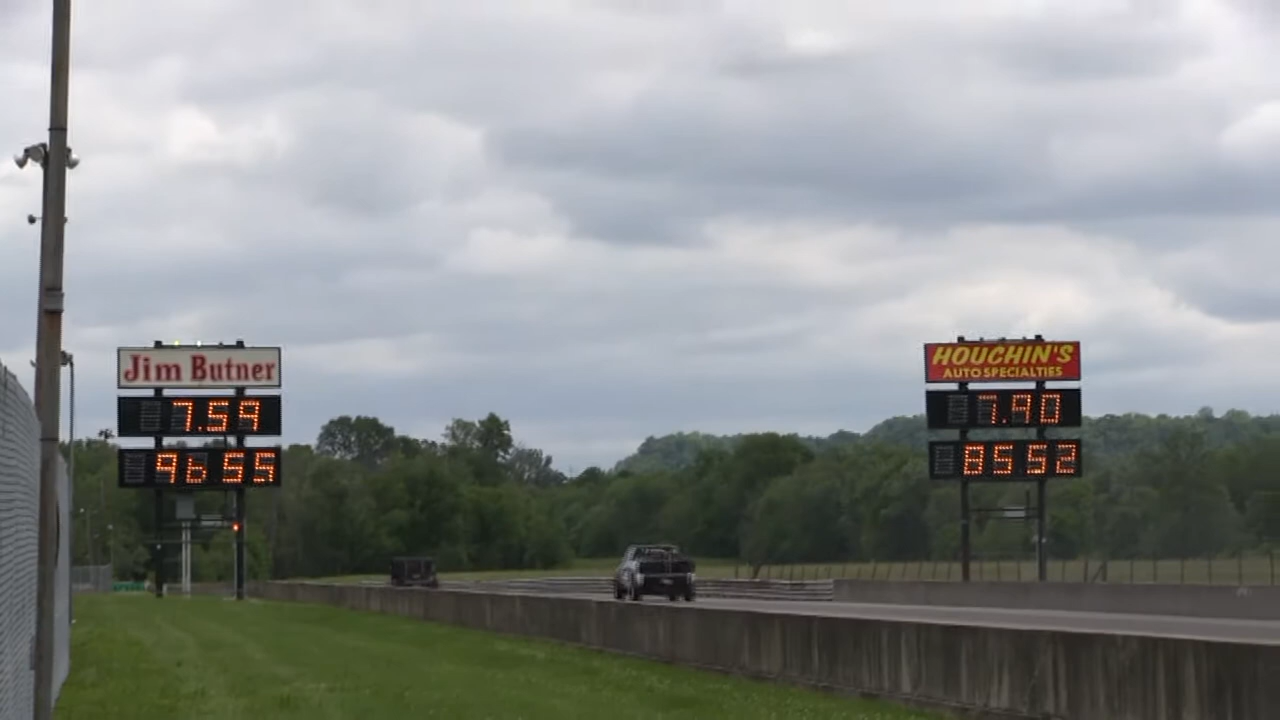 Jim Butner
7.59
96 55
HOUCHIN'S
AUTO SPECIALTIES
7.90
85 52